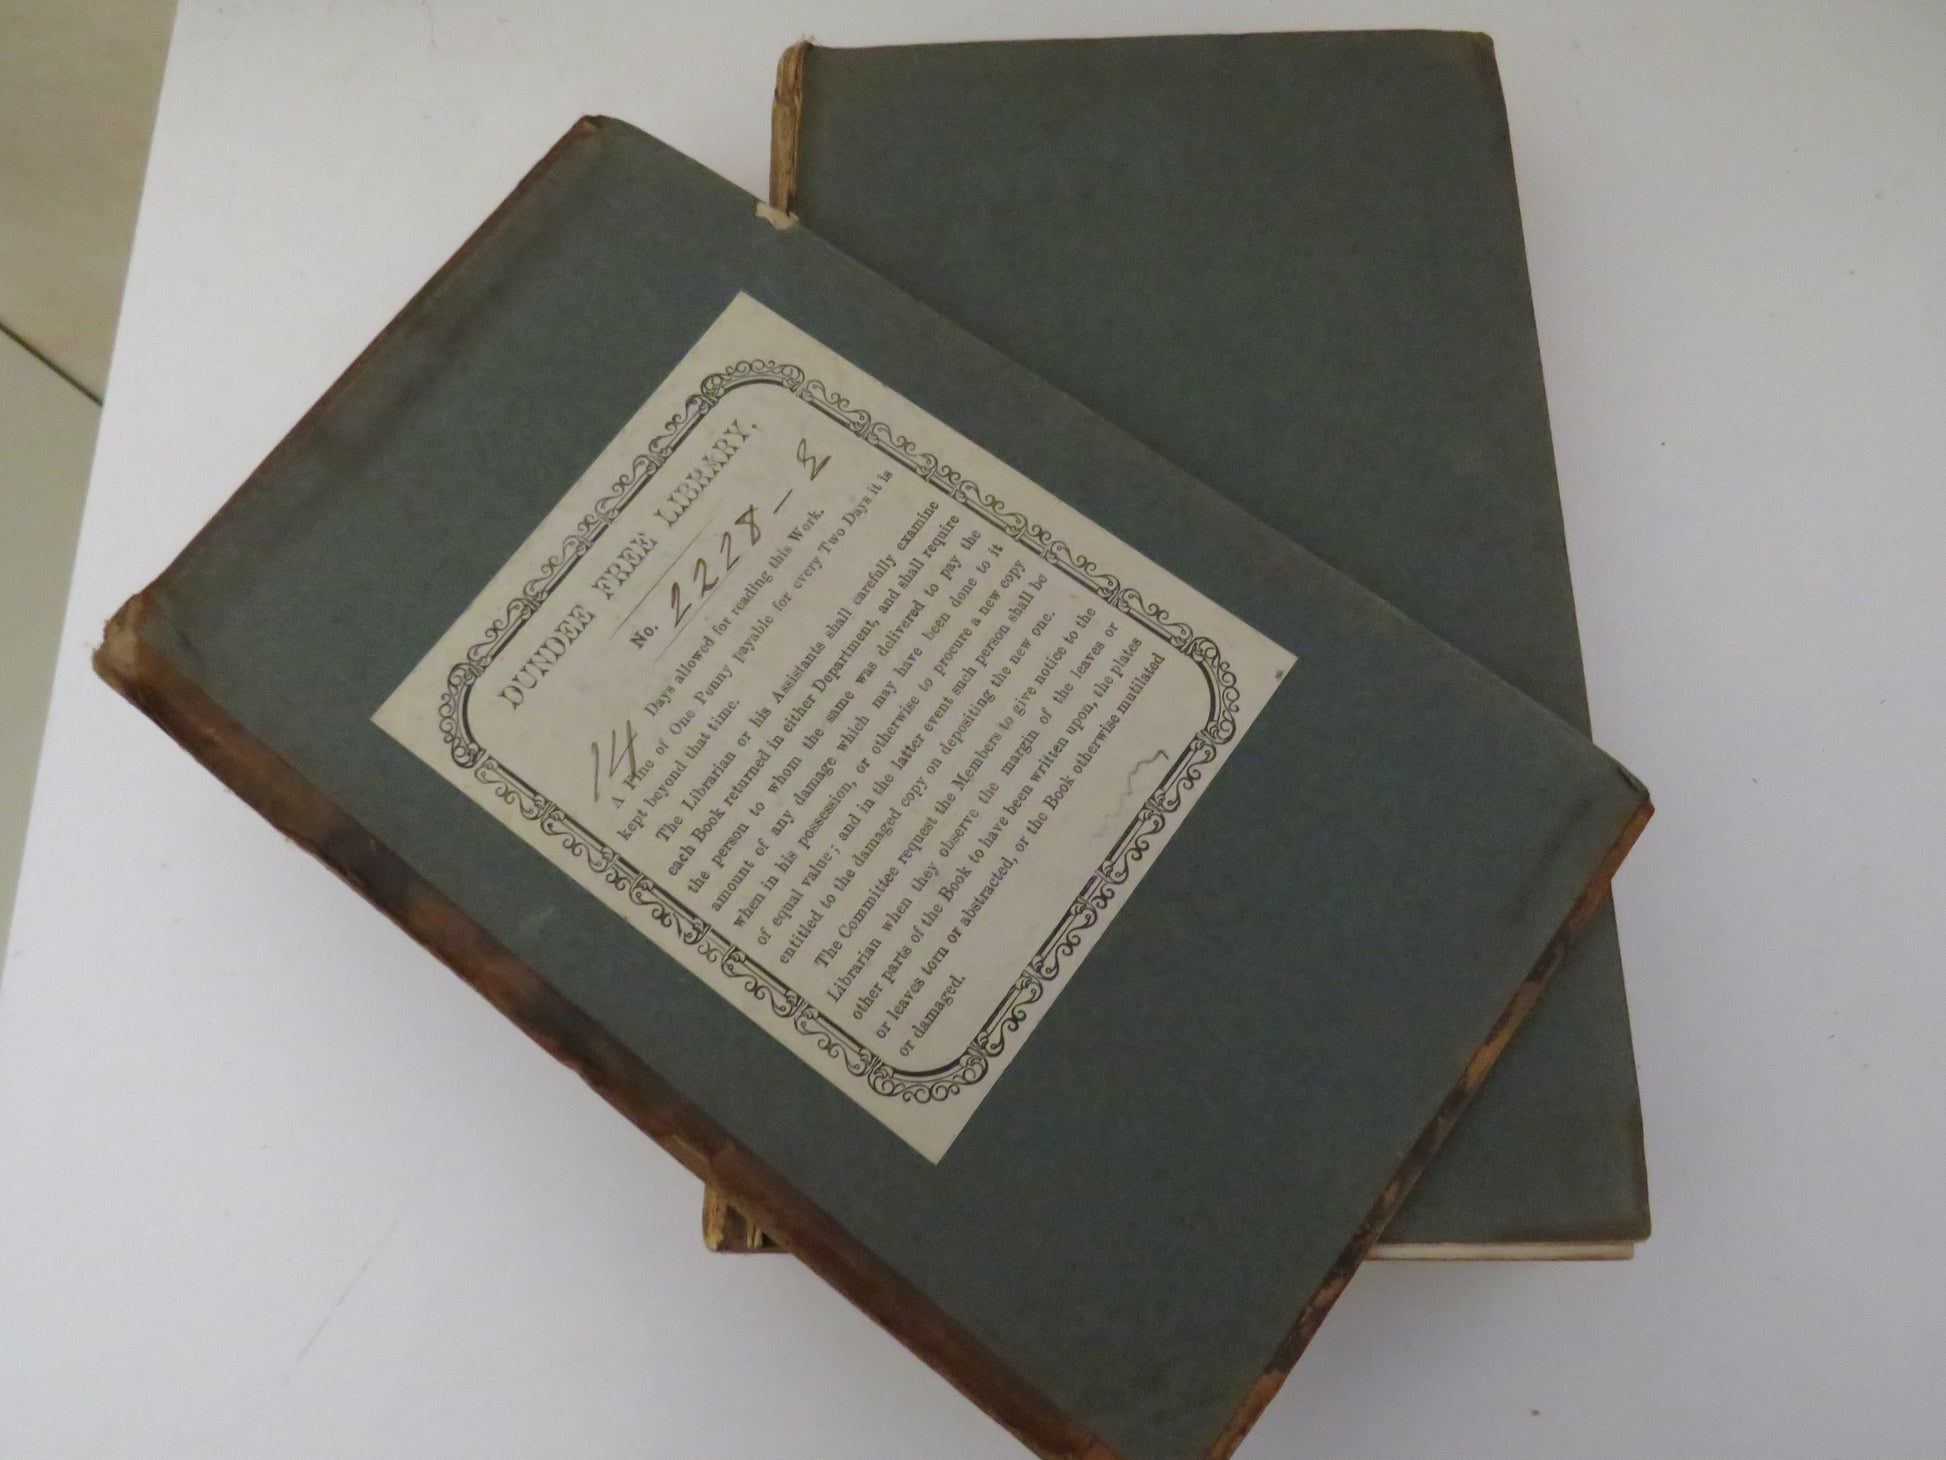 DUNDEE FREE LIBRARY,
No. 2228-E
14 Days allowed for reading this Work.
A Fine of One Penny payable for every Two Days it is
kept beyond that time.
The Librarian or his Assistants shall carefully examine
each Book returned in either Department, and shall require
the person to whom the same was delivered to pay the
amount of any damage which may have been done to it
when in his possession, or otherwise to procure a new copy
of equal value; and in the latter event such person shall be
entitled to the damaged copy on depositing the new one.
The Committee request the Members to give notice to the
Librarian when they observe the margin of the leaves or
other parts of the Book to have been written upon, the plates
or leaves torn or abstracted, or the Book otherwise mutilated
or damaged.